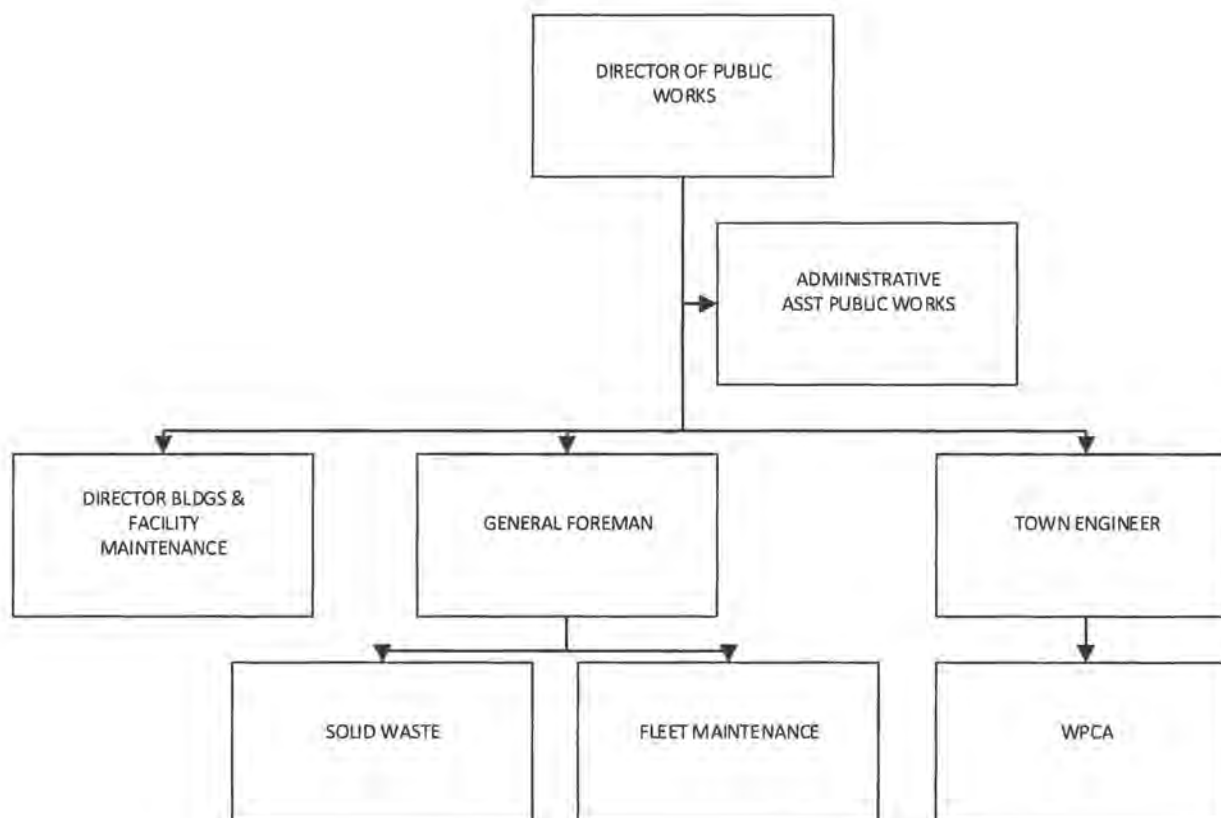 DIRECTOR OF PUBLIC
WORKS
ADMINISTRATIVE
ASST PUBLIC WORKS
DIRECTOR BLDGS &
FACILITY
MAINTENANCE
GENERAL FOREMAN
TOWN ENGINEER
SOLID WASTE
FLEET MAINTENANCE
WPCA